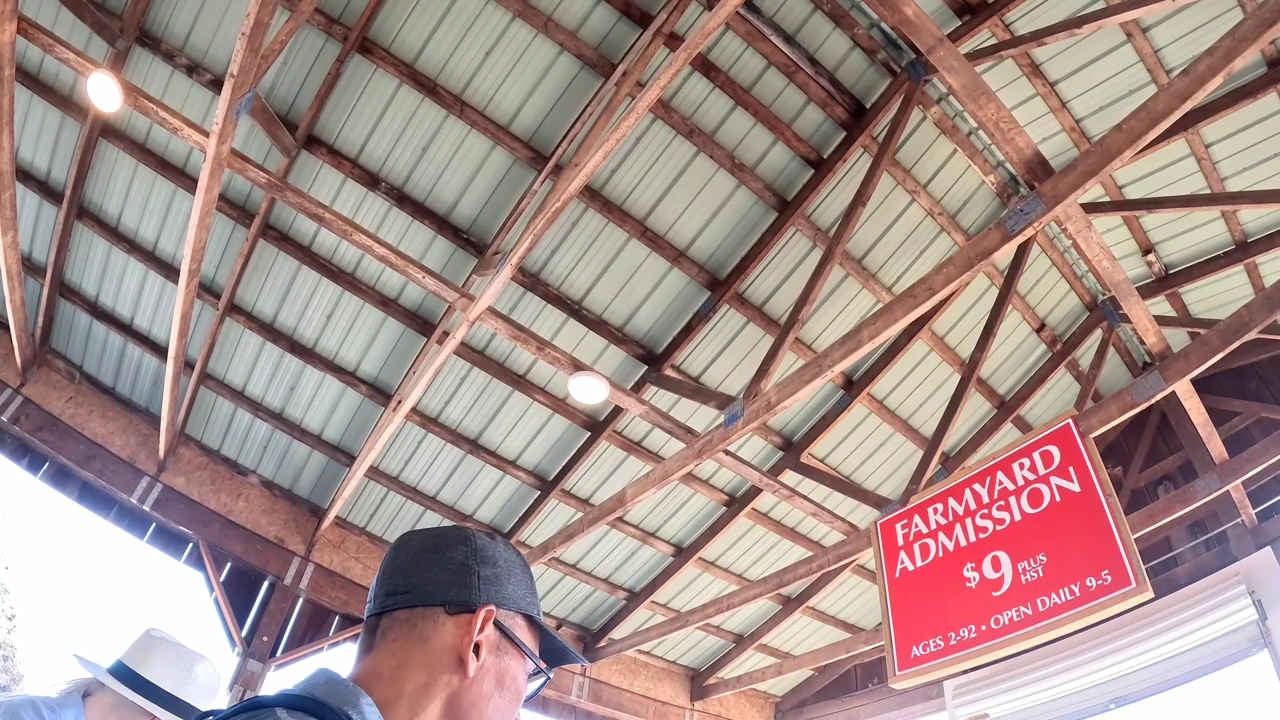 FARMYARD
ADMISSION
$9 PLUS
HST
AGES 2-92 • OPEN DAILY 9-5